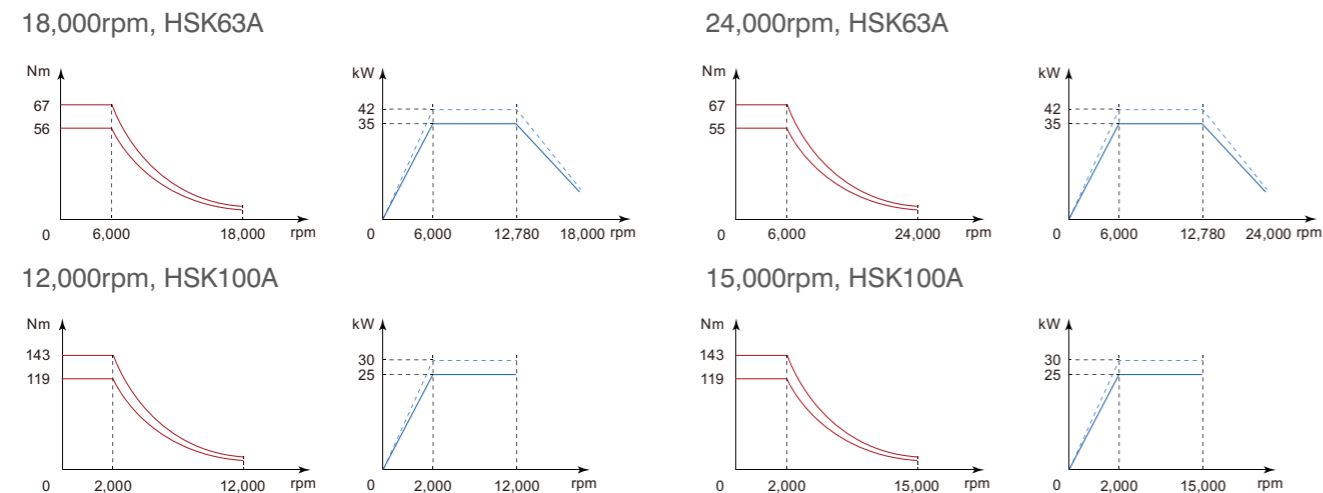 18,000rpm, HSK63A
Nm
67
56
0
6,000
18,000
rpm
kW
42
35
0
6,000
12,780
18,000
rpm
24,000rpm, HSK63A
Nm
67
55
0
6,000
24,000
rpm
kW
42
35
0
6,000
12,780
24,000
rpm
12,000rpm, HSK100A
Nm
143
119
0
2,000
12,000
rpm
kW
30
25
0
2,000
12,000
rpm
15,000rpm, HSK100A
Nm
143
119
0
2,000
15,000
rpm
kW
30
25
0
2,000
15,000
rpm